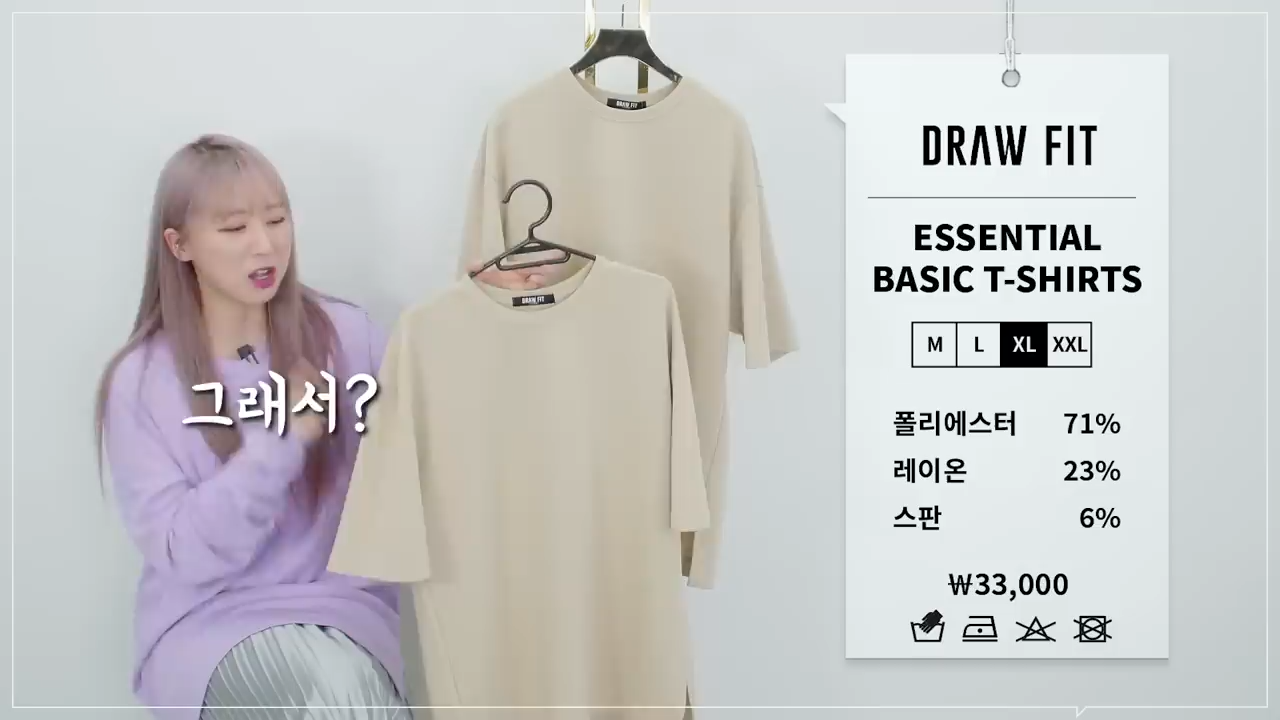 DRAW FIT
DRAW FIT
그래서?
DRAW FIT
ESSENTIAL
BASIC T-SHIRTS
M L XL XXL
폴리에스터 71%
레이온 23%
스판 6%
₩33,000